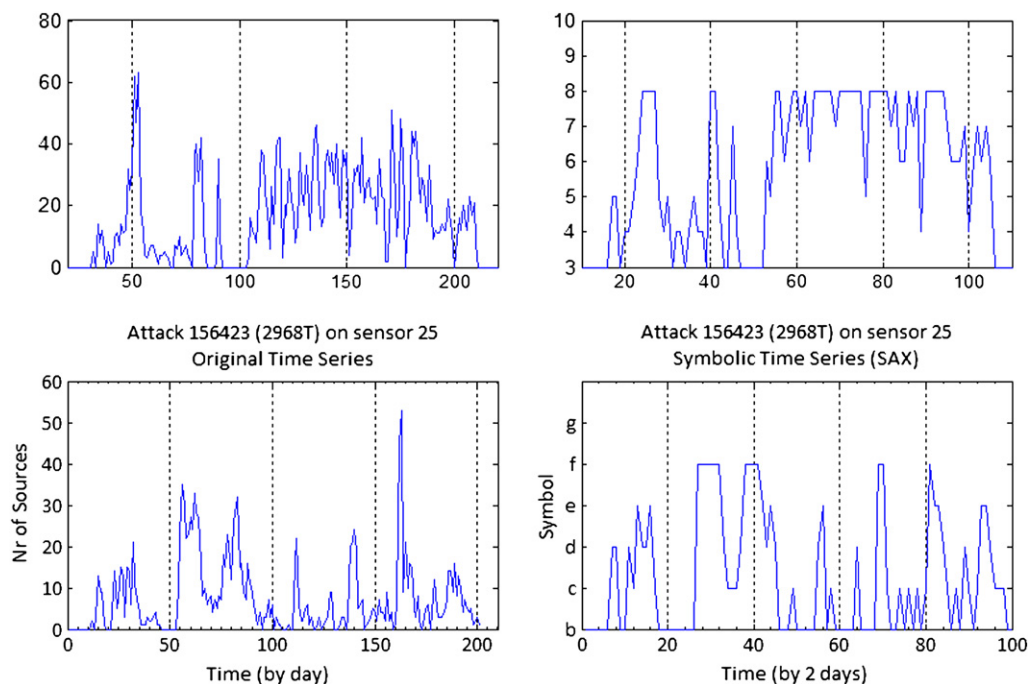 80
60
40
20
0
50
100
150
200
10
9
8
7
6
5
4
3
20
40
60
80
100
Attack 156423 (2968T) on sensor 25
Original Time Series
Attack 156423 (2968T) on sensor 25
Symbolic Time Series (SAX)
Nr of Sources
60
50
40
30
20
10
0
0
50
100
150
200
Time (by day)
Symbol
g
f
e
d
c
b
0
20
40
60
80
100
Time (by 2 days)